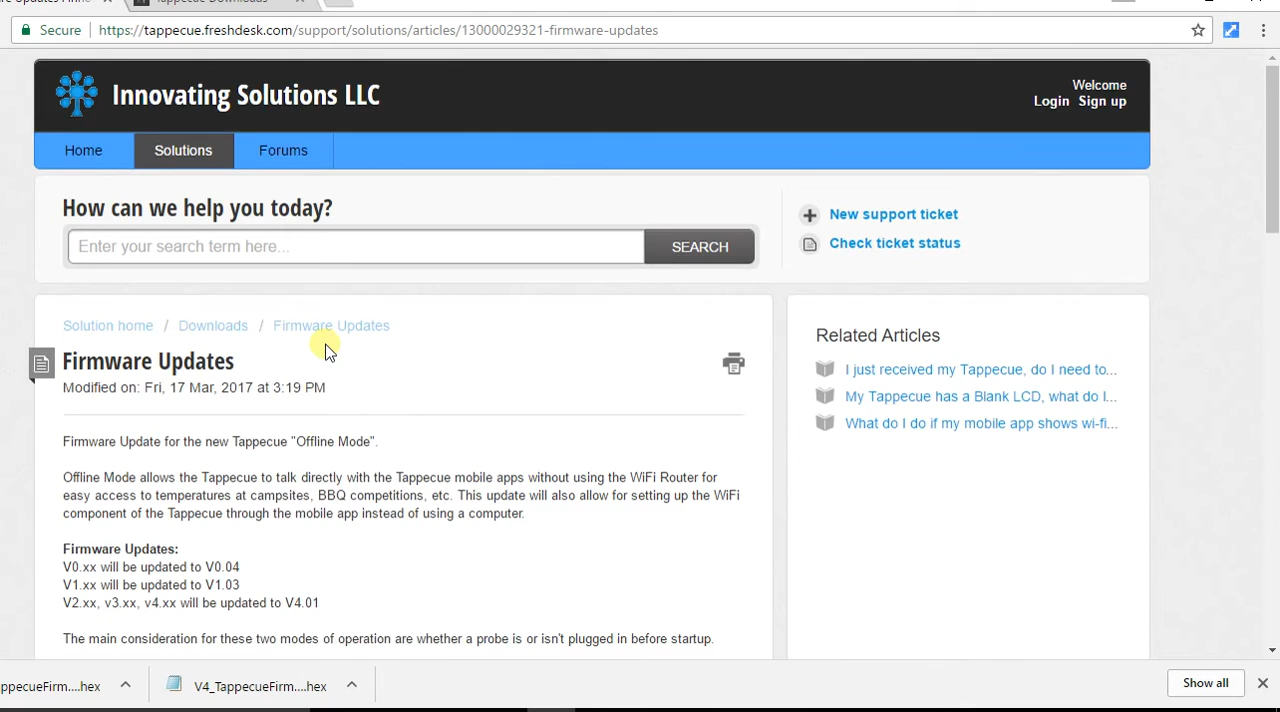 Tappecue Downloads
Secure https://tappecue.freshdesk.com/support/solutions/articles/13000029321-firmware-updates
Innovating Solutions LLC
Welcome
Login Sign up
Home Solutions Forums
How can we help you today?
Enter your search term here...
SEARCH
New support ticket
Check ticket status
Solution home / Downloads / Firmware Updates
Firmware Updates
Modified on: Fri, 17 Mar, 2017 at 3:19 PM
Firmware Update for the new Tappecue "Offline Mode".
Offline Mode allows the Tappecue to talk directly with the Tappecue mobile apps without using the WiFi Router for
easy access to temperatures at campsites, BBQ competitions, etc. This update will also allow for setting up the WiFi
component of the Tappecue through the mobile app instead of using a computer.
Firmware Updates:
V0.xx will be updated to V0.04
V1.xx will be updated to V1.03
V2.xx, v3.xx, v4.xx will be updated to V4.01
The main consideration for these two modes of operation are whether a probe is or isn't plugged in before startup.
Related Articles
I just received my Tappecue, do I need to...
My Tappecue has a Blank LCD, what do I...
What do I do if my mobile app shows wi-fi...
ppecueFirm....hex
V4_TappecueFirm....hex
Show all